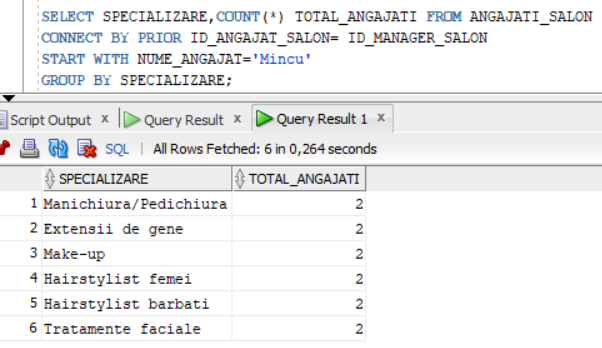 SELECT SPECIALIZARE,COUNT(*) TOTAL_ANGAJATI FROM ANGAJATI_SALON
CONNECT BY PRIOR ID_ANGAJAT_SALON= ID_MANAGER_SALON
START WITH NUME_ANGAJAT='Mincu'
GROUP BY SPECIALIZARE;
Script Output x Query Result x Query Result 1 x
SQL | All Rows Fetched: 6 in 0,264 seconds
SPECIALIZARE TOTAL_ANGAJATI
1 Manichiura/Pedichiura 2
2 Extensii de gene 2
3 Make-up 2
4 Hairstylist femei 2
5 Hairstylist barbati 2
6 Tratamente faciale 2